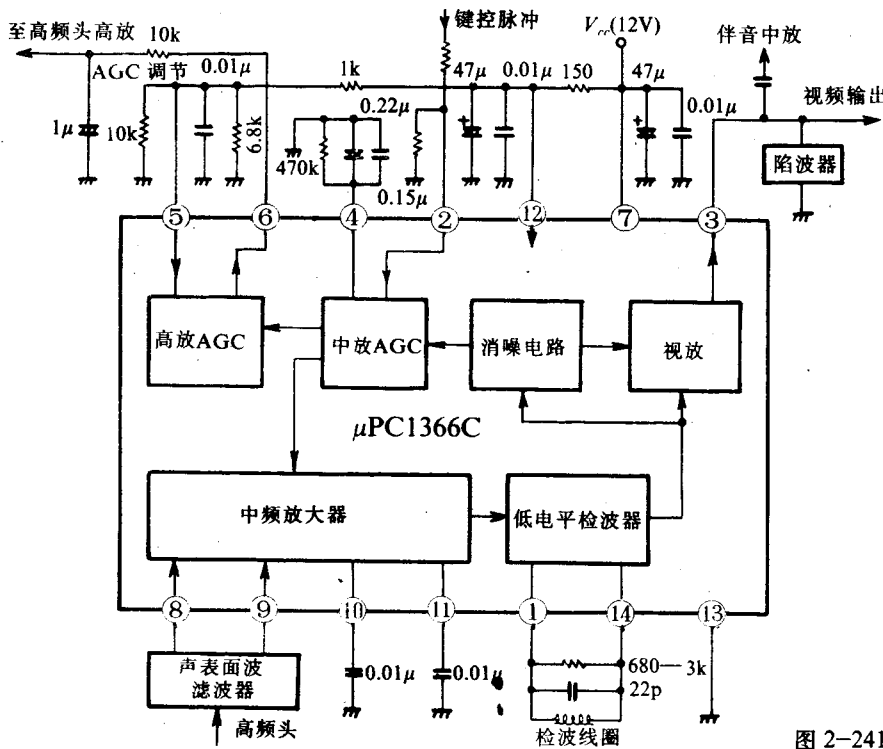 至高频头高放
10k
键控脉冲
Vcc(12V)
伴音中放
AGC 调节
0.01μ
1k
47μ
0.01μ
150
47μ
0.01μ
视频输出
1μ
10k
6.8k
0.22μ
470k
0.15μ
陷波器
⑤
⑥
④
②
⑫
⑦
③
高放AGC
中放AGC
消噪电路
视放
μPC1366C
中频放大器
低电平检波器
⑧
⑨
⑩
⑪
①
⑭
⑬
声表面波
滤波器
0.01μ
0.01μ
680—3k
22p
高频头
检波线圈
图 2-241